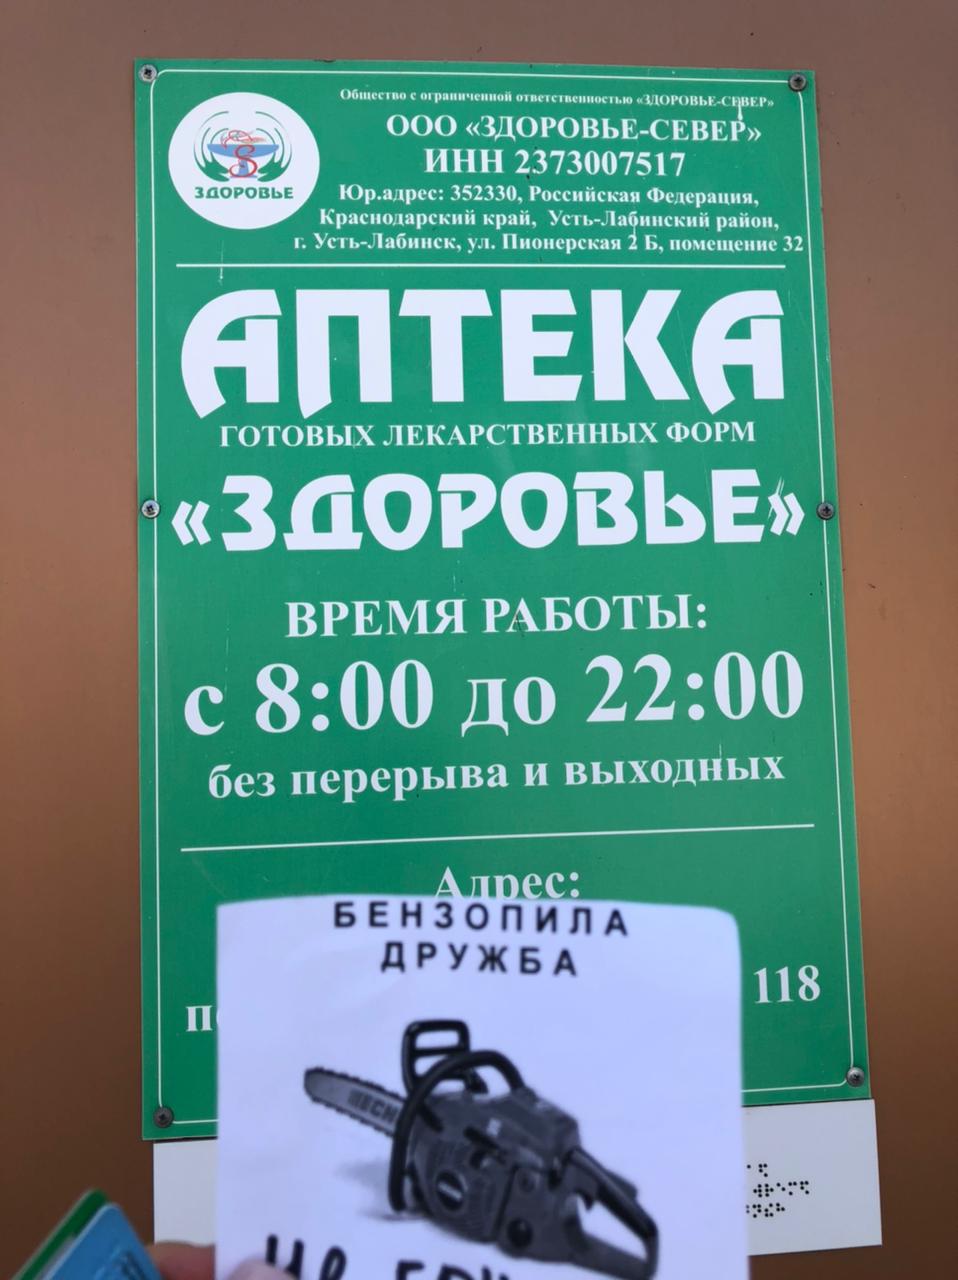 Общество с ограниченной ответственностью «ЗДОРОВЬЕ-СЕВЕР»
ООО «ЗДОРОВЬЕ-СЕВЕР»
ИНН 2373007517
Юр.адрес: 352330, Российская Федерация,
Краснодарский край, Усть-Лабинский район,
г. Усть-Лабинск, ул. Пионерская 2 Б, помещение 32
ЗДОРОВЬЕ
АПТЕКА
ГОТОВЫХ ЛЕКАРСТВЕННЫХ ФОРМ
«ЗДОРОВЬЕ»
ВРЕМЯ РАБОТЫ:
с 8:00 до 22:00
без перерыва и выходных
Адрес:
118
БЕНЗОПИЛА
ДРУЖБА